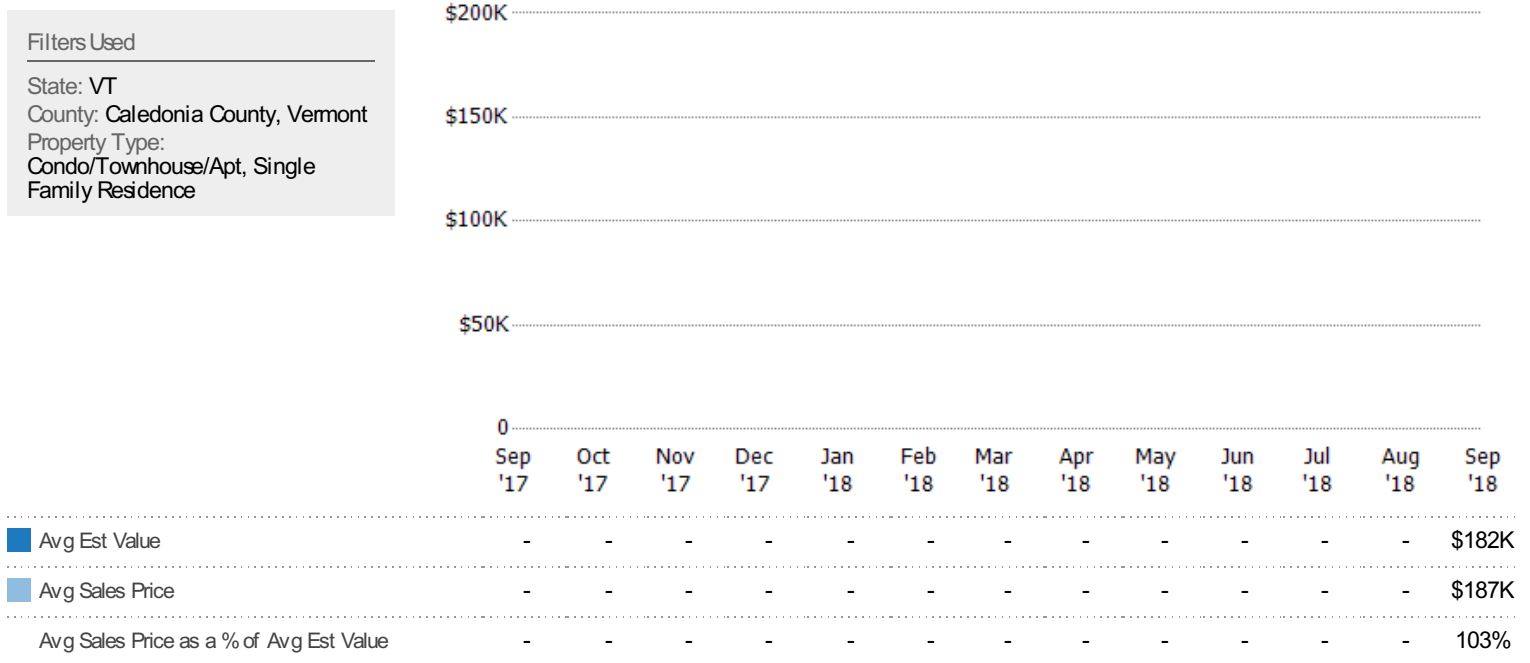 Filters Used
State: VT
County: Caledonia County, Vermont
Property Type:
Condo/Townhouse/Apt, Single
Family Residence
$200K
$150K
$100K
$50K
0
Sep Oct Nov Dec Jan Feb Mar Apr May Jun Jul Aug Sep
'17 '17 '17 '17 '18 '18 '18 '18 '18 '18 '18 '18 '18
Avg Est Value - - - - - - - - - - - - $182K
Avg Sales Price - - - - - - - - - - - - $187K
Avg Sales Price as a % of Avg Est Value - - - - - - - - - - - - 103%